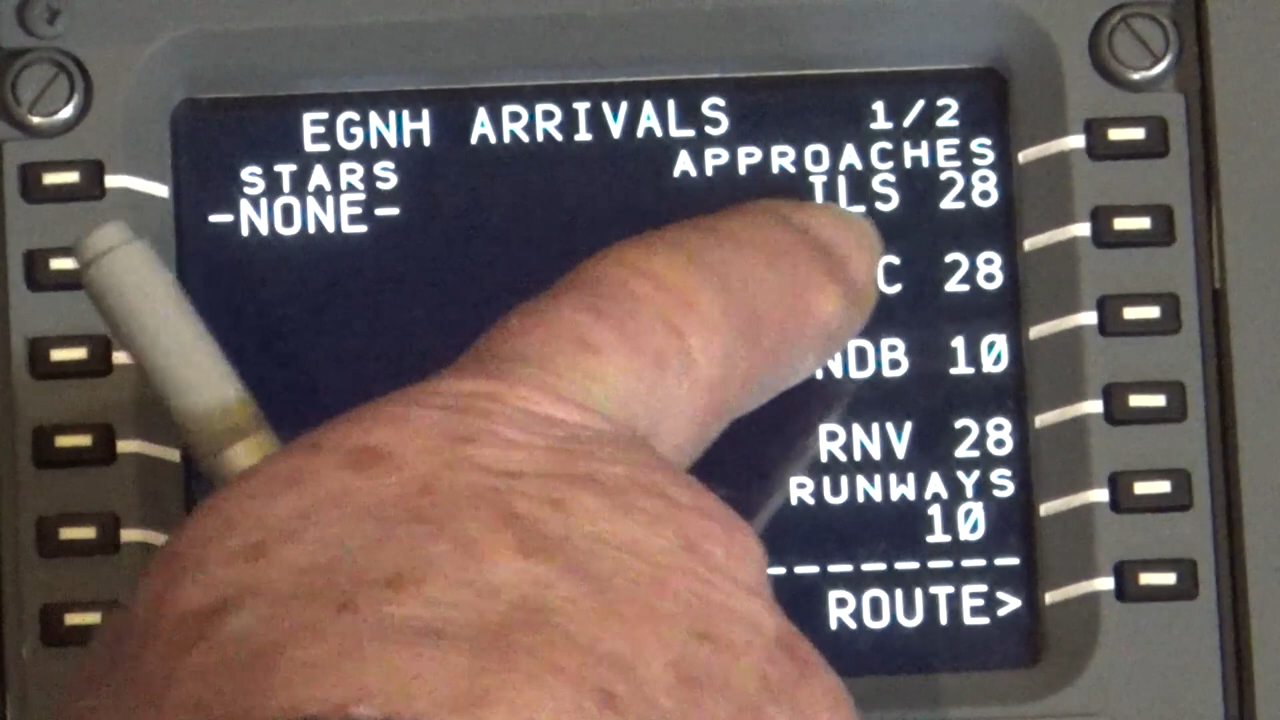 EGNH ARRIVALS 1/2
STARS APPROACHES
-NONE- ILS 28
28
NDB 10
RNV 28
RUNWAYS
10
---------
ROUTE>